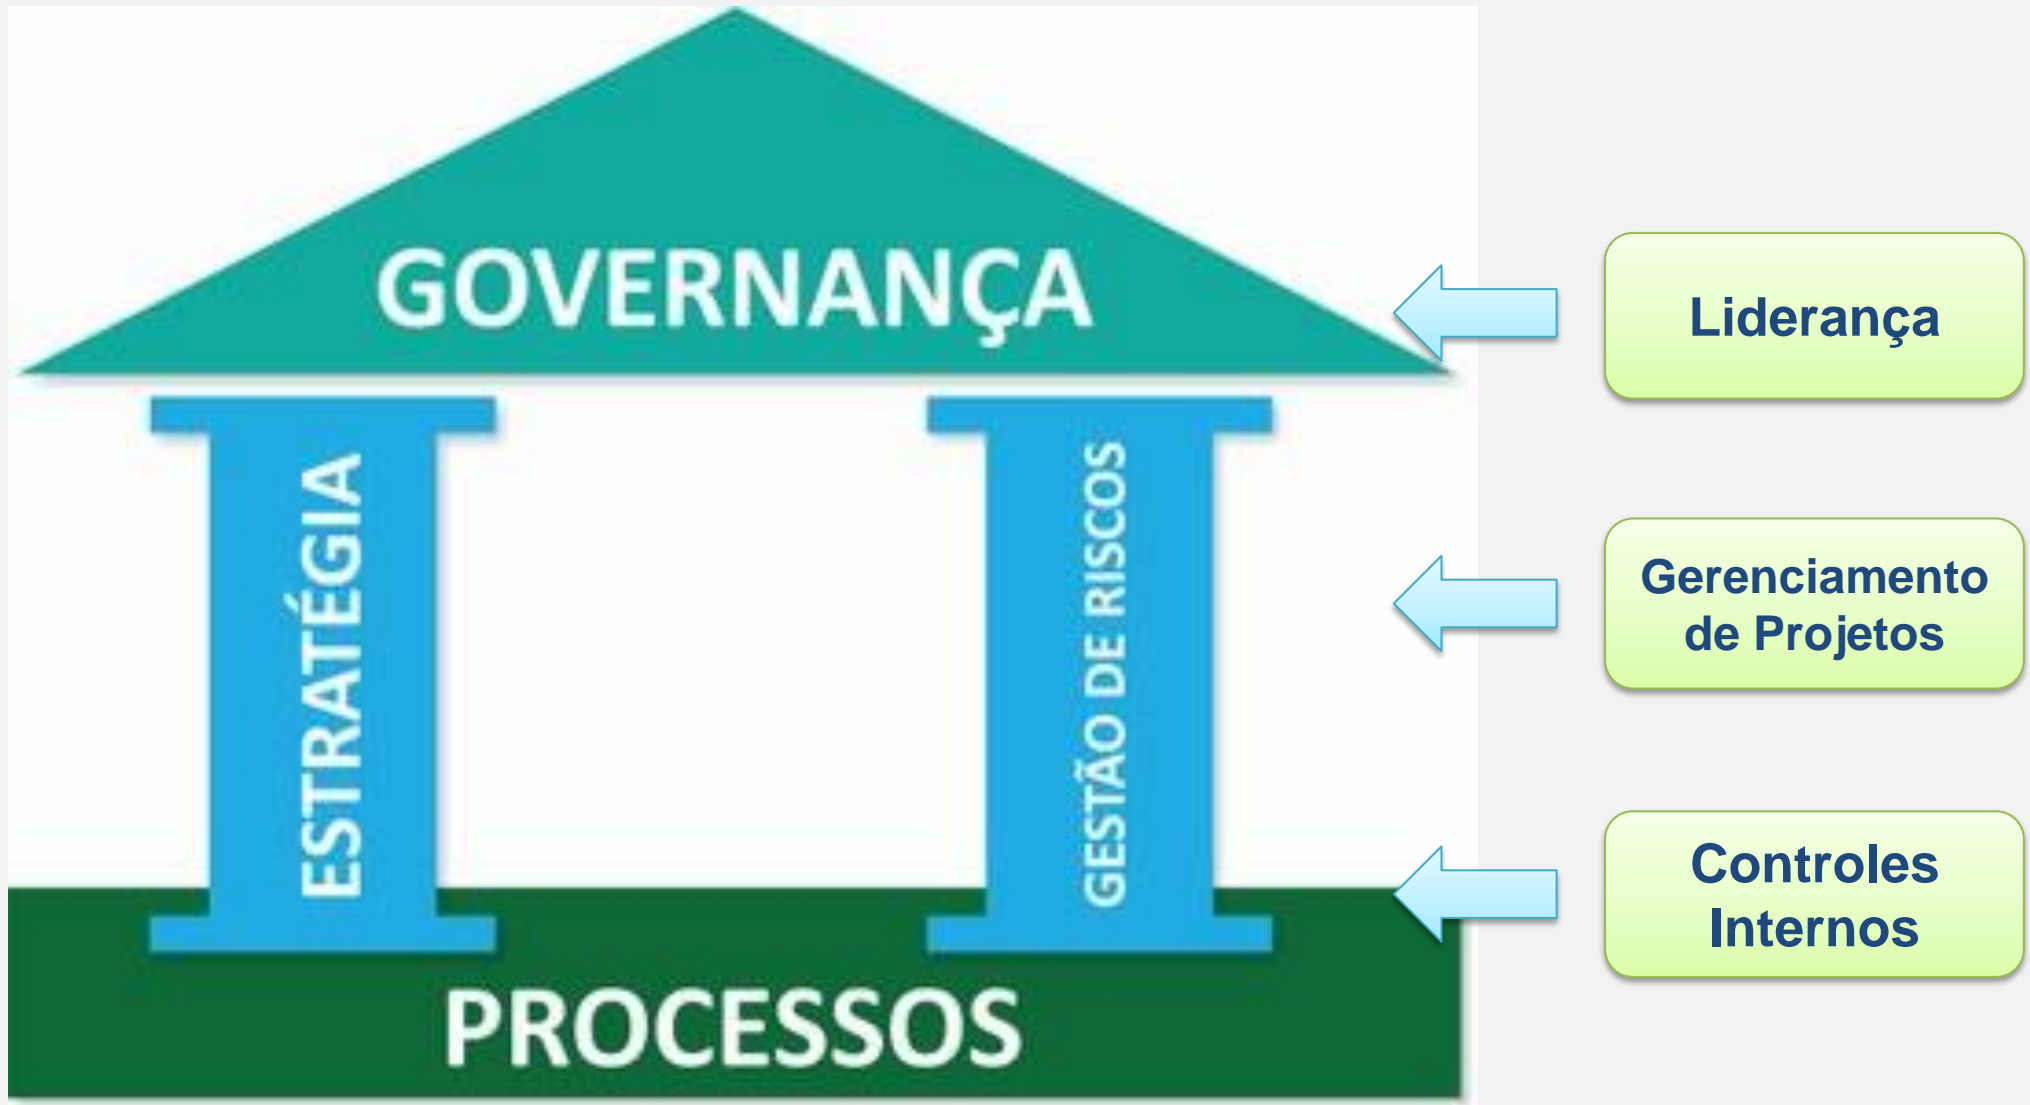 GOVERNANÇA
ESTRATÉGIA
GESTÃO DE RISCOS
PROCESSOS
Liderança
Gerenciamento
de Projetos
Controles
Internos